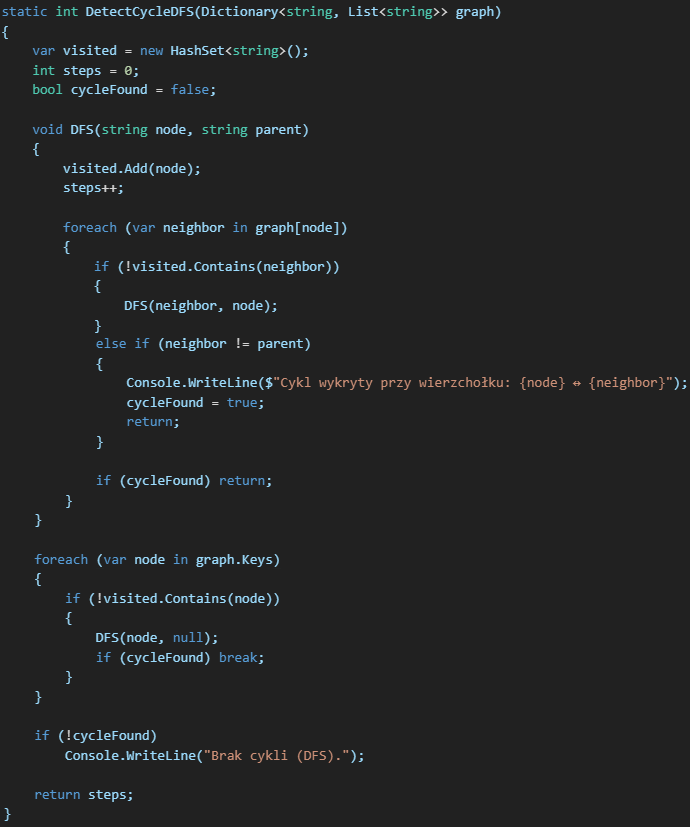 static int DetectCycleDFS(Dictionary<string, List<string>> graph)
{
    var visited = new HashSet<string>();
    int steps = 0;
    bool cycleFound = false;

    void DFS(string node, string parent)
    {
        visited.Add(node);
        steps++;

        foreach (var neighbor in graph[node])
        {
            if (!visited.Contains(neighbor))
            {
                DFS(neighbor, node);
            }
            else if (neighbor != parent)
            {
                Console.WriteLine($"Cykl wykryty przy wierzchołku: {node} ↔ {neighbor}");
                cycleFound = true;
                return;
            }

            if (cycleFound) return;
        }
    }

    foreach (var node in graph.Keys)
    {
        if (!visited.Contains(node))
        {
            DFS(node, null);
            if (cycleFound) break;
        }
    }

    if (!cycleFound)
        Console.WriteLine("Brak cykli (DFS).");

    return steps;
}